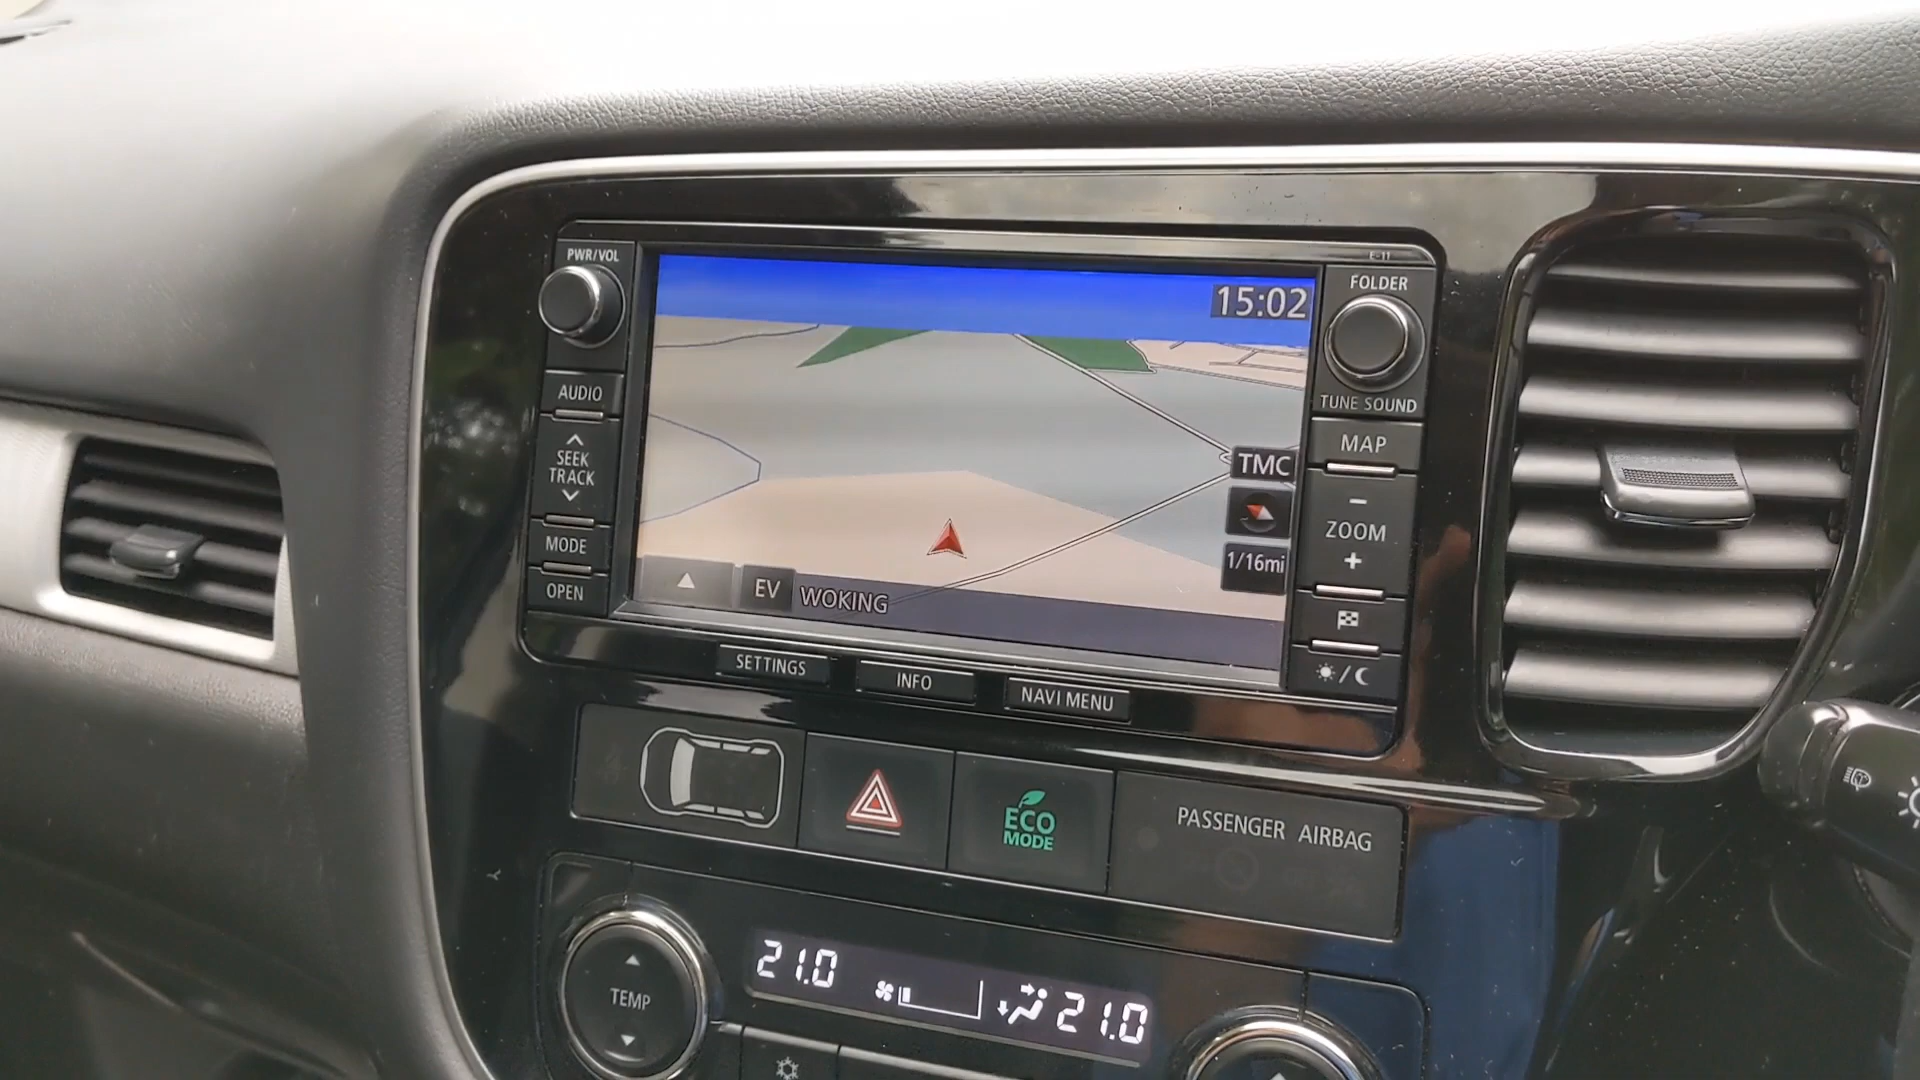 PWR/VOL
E-11
FOLDER
15:02
AUDIO
TUNE SOUND
SEEK
TRACK
MAP
TMC
ZOOM
MODE
1/16mi
OPEN
EV
WOKING
SETTINGS
INFO
NAVI MENU
ECO
MODE
PASSENGER AIRBAG
TEMP
21.0
21.0